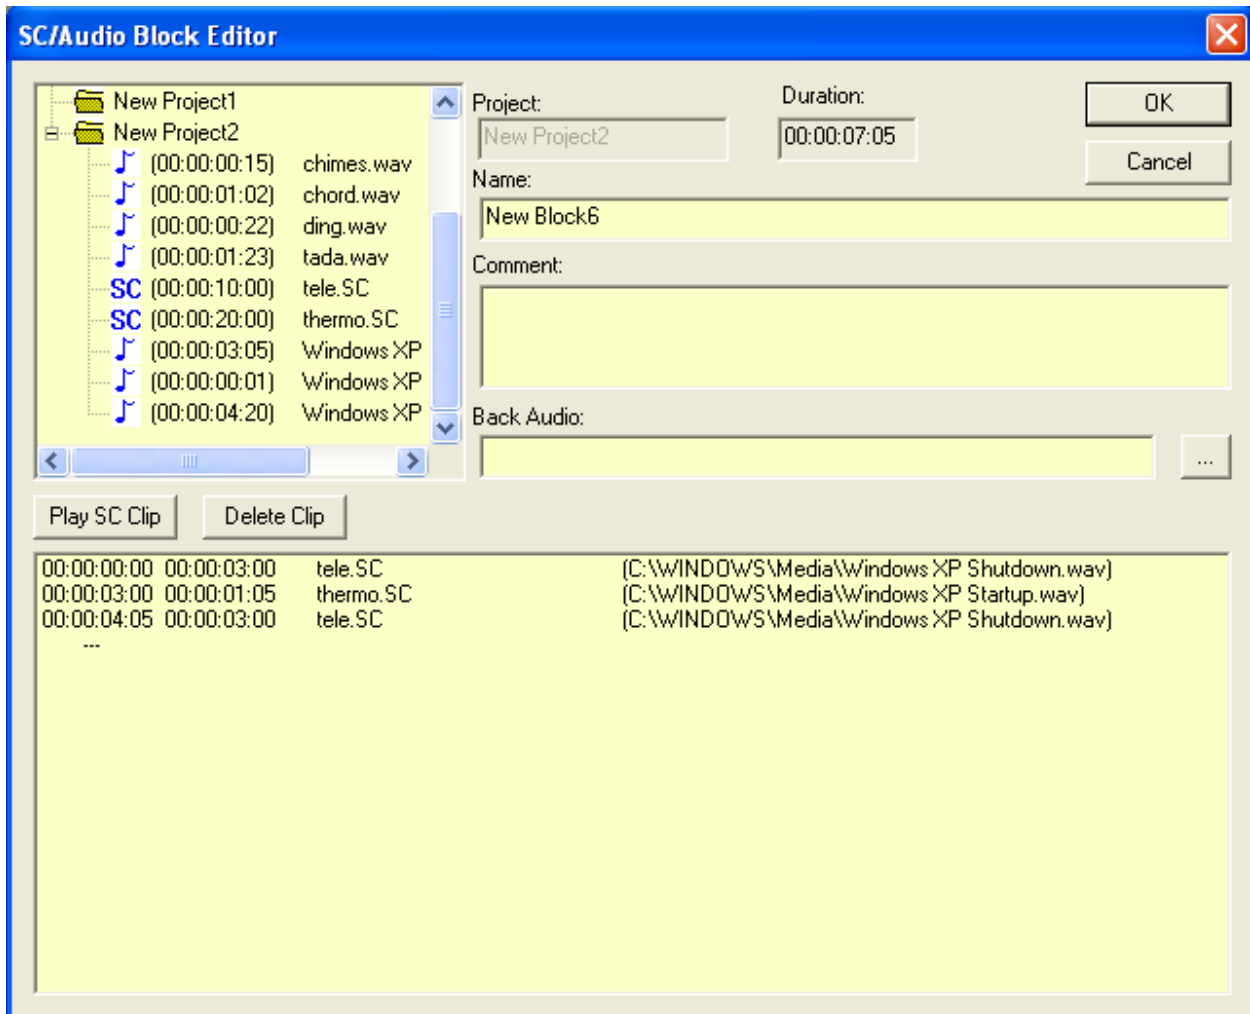 SC/Audio Block Editor
New Project1
New Project2
(00:00:00:15) chimes.wav
(00:00:01:02) chord.wav
(00:00:00:22) ding.wav
(00:00:01:23) tada.wav
SC (00:00:10:00) tele.SC
SC (00:00:20:00) thermo.SC
(00:00:03:05) Windows XP
(00:00:00:01) Windows XP
(00:00:04:20) Windows XP
Project:
New Project2
Duration:
00:00:07:05
OK
Cancel
Name:
New Block6
Comment:
Back Audio:
...
Play SC Clip
Delete Clip
00:00:00:00 00:00:03:00 tele.SC (C:\WINDOWS\Media\Windows XP Shutdown.wav)
00:00:03:00 00:00:01:05 thermo.SC (C:\WINDOWS\Media\Windows XP Startup.wav)
00:00:04:05 00:00:03:00 tele.SC (C:\WINDOWS\Media\Windows XP Shutdown.wav)
---